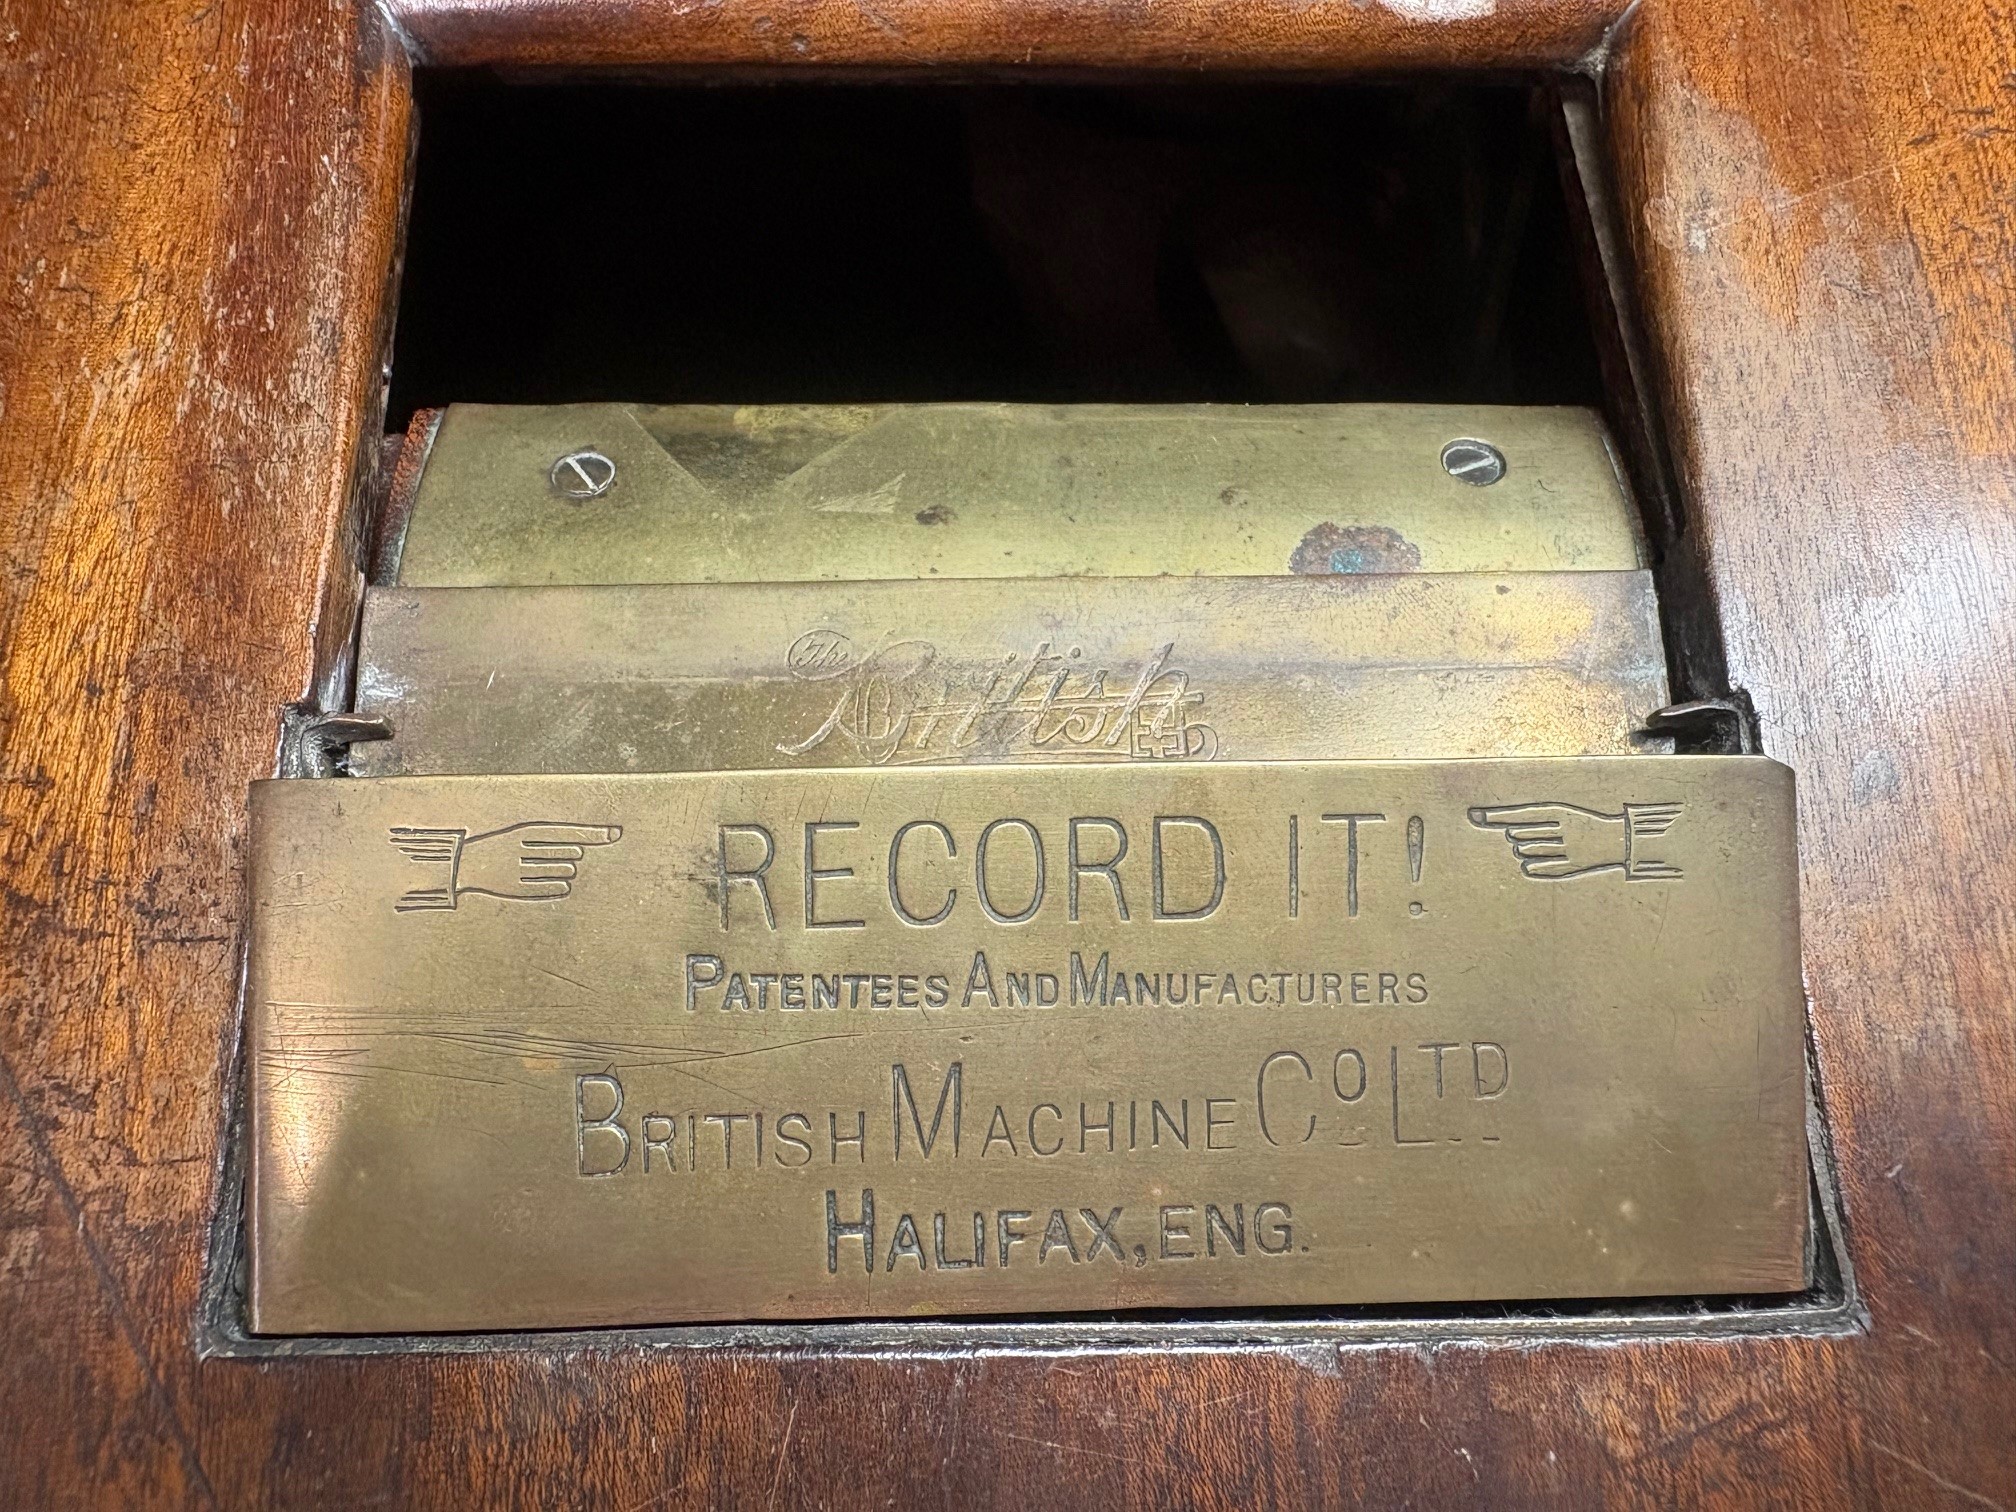 The British
RECORD IT!
PATENTEES AND MANUFACTURERS
BRITISH MACHINE CO LTD
HALIFAX, ENG.